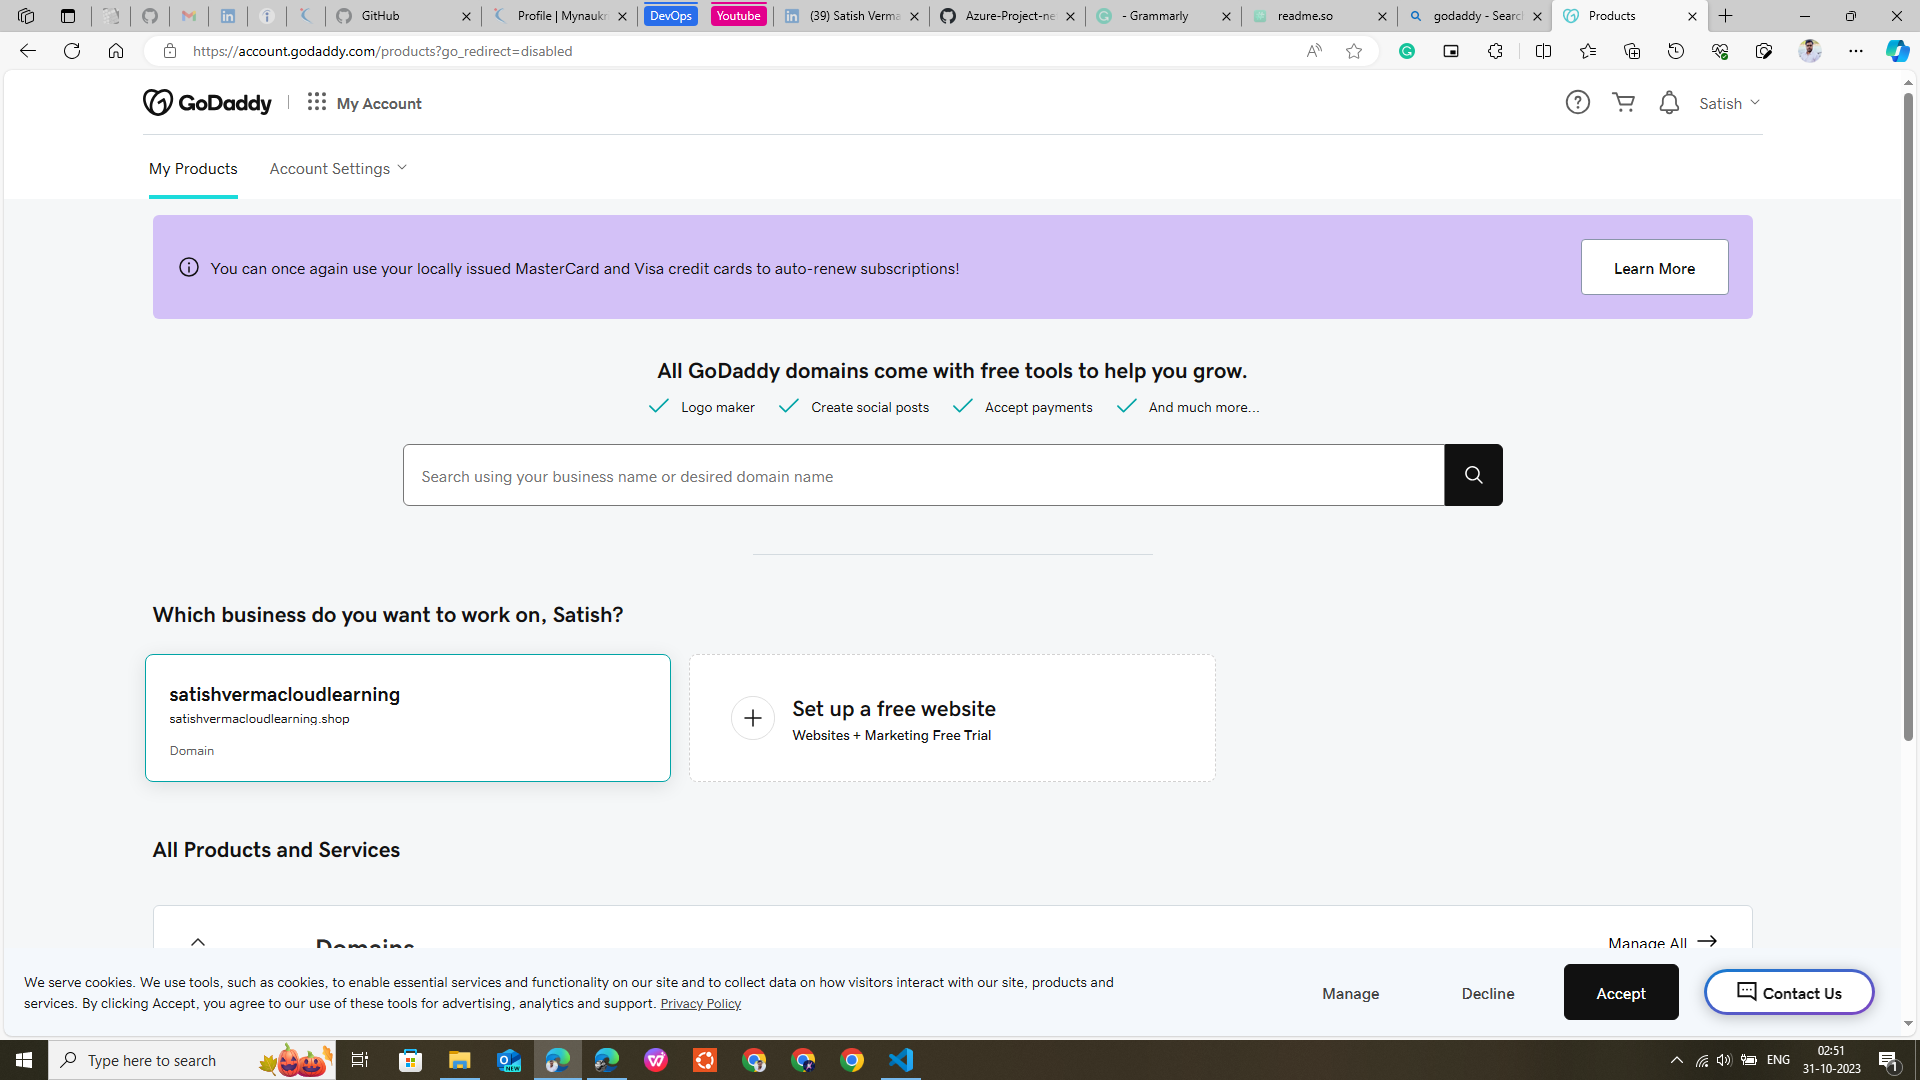 GitHub
Profile | Mynaukr
DevOps
Youtube
(39) Satish Verma
Azure-Project-ne
- Grammarly
readme.so
godaddy - Search
Products
https://account.godaddy.com/products?go_redirect=disabled
GoDaddy
My Account
Satish
My Products
Account Settings
You can once again use your locally issued MasterCard and Visa credit cards to auto-renew subscriptions!
Learn More
All GoDaddy domains come with free tools to help you grow.
Logo maker
Create social posts
Accept payments
And much more...
Search using your business name or desired domain name
Which business do you want to work on, Satish?
satishvermacloudlearning
satishvermacloudlearning.shop
Domain
Set up a free website
Websites + Marketing Free Trial
All Products and Services
Domains
Manage All
We serve cookies. We use tools, such as cookies, to enable essential services and functionality on our site and to collect data on how visitors interact with our site, products and
services. By clicking Accept, you agree to our use of these tools for advertising, analytics and support. Privacy Policy
Manage
Decline
Accept
Contact Us
Type here to search
NEW
ENG
02:51
31-10-2023
1